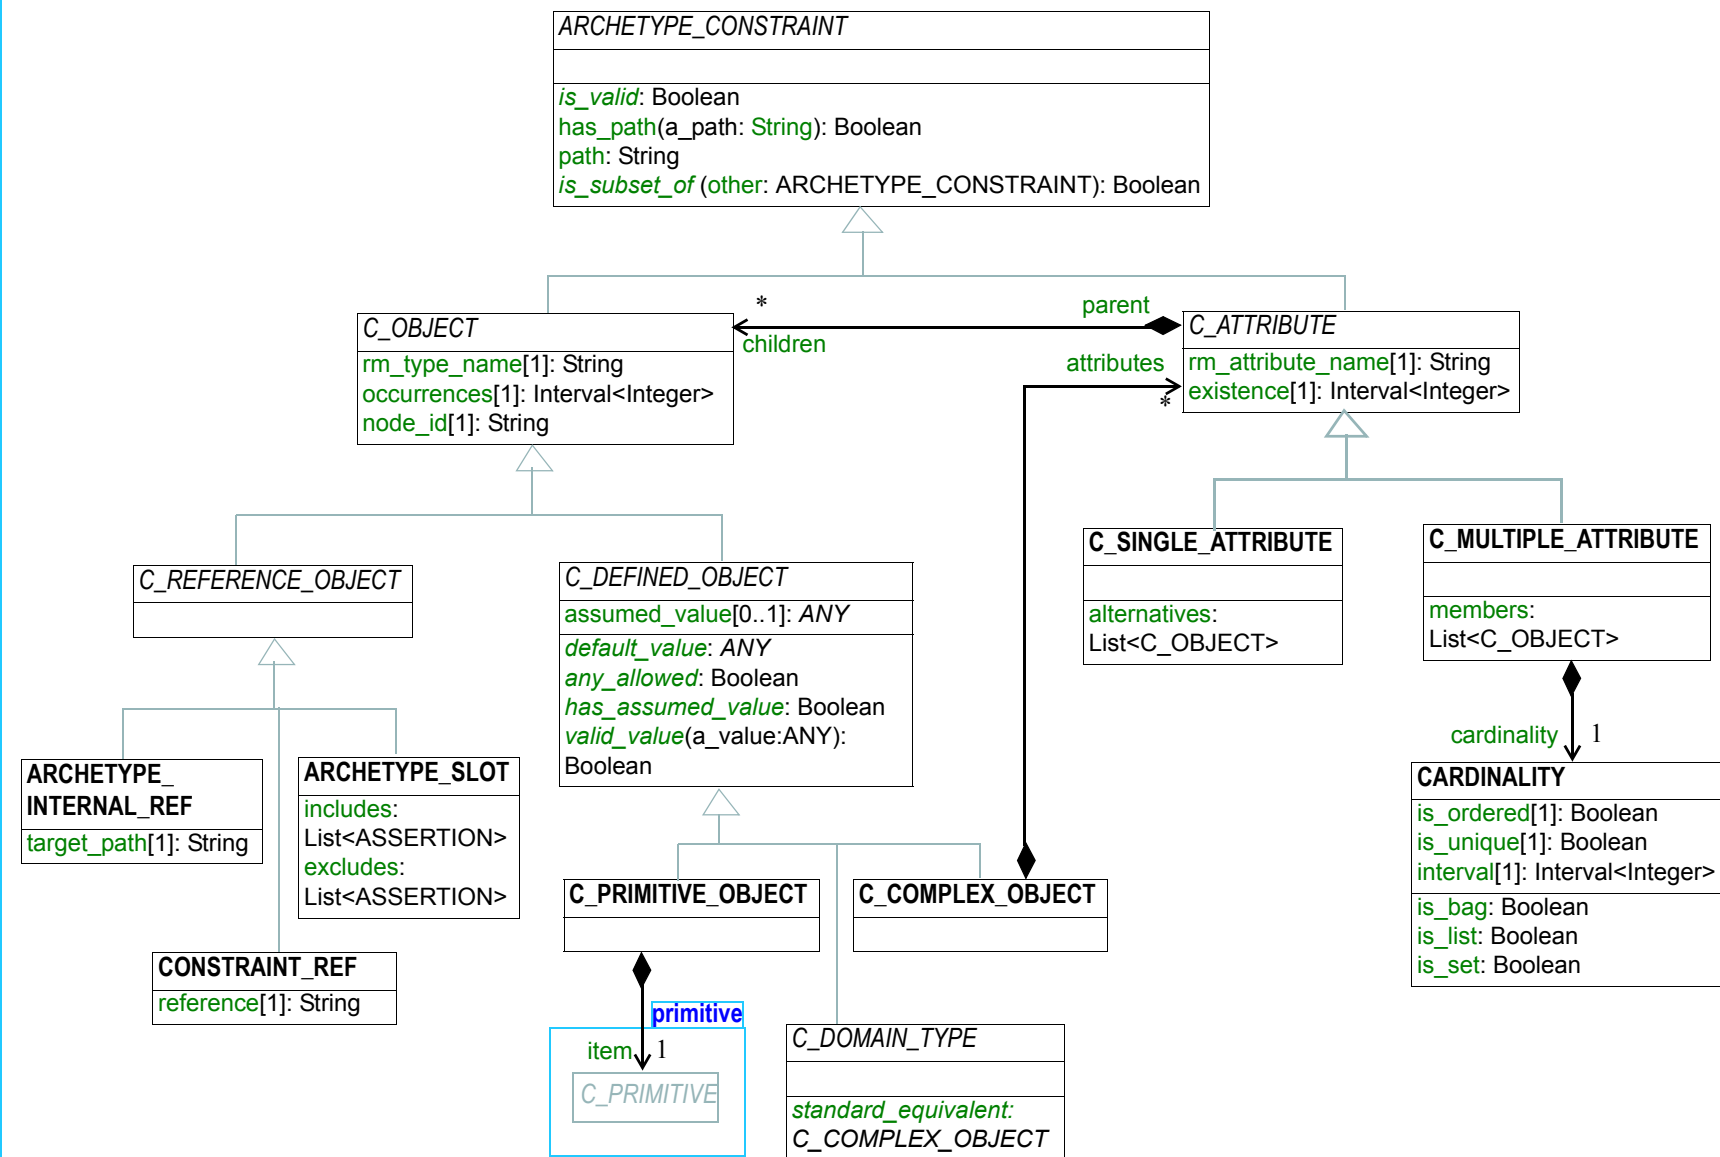 ARCHETYPE_CONSTRAINT
is_valid: Boolean
has_path(a_path: String): Boolean
path: String
is_subset_of (other: ARCHETYPE_CONSTRAINT): Boolean
*
parent
children
C_OBJECT
rm_type_name[1]: String
occurrences[1]: Interval<Integer>
node_id[1]: String
attributes
*
C_ATTRIBUTE
rm_attribute_name[1]: String
existence[1]: Interval<Integer>
C_REFERENCE_OBJECT
C_DEFINED_OBJECT
assumed_value[0..1]: ANY
default_value: ANY
any_allowed: Boolean
has_assumed_value: Boolean
valid_value(a_value:ANY):
Boolean
C_SINGLE_ATTRIBUTE
alternatives:
List<C_OBJECT>
C_MULTIPLE_ATTRIBUTE
members:
List<C_OBJECT>
cardinality
1
ARCHETYPE_
INTERNAL_REF
target_path[1]: String
ARCHETYPE_SLOT
includes:
List<ASSERTION>
excludes:
List<ASSERTION>
CARDINALITY
is_ordered[1]: Boolean
is_unique[1]: Boolean
interval[1]: Interval<Integer>
is_bag: Boolean
is_list: Boolean
is_set: Boolean
C_PRIMITIVE_OBJECT
C_COMPLEX_OBJECT
CONSTRAINT_REF
reference[1]: String
primitive
item
1
C_PRIMITIVE
C_DOMAIN_TYPE
standard_equivalent:
C_COMPLEX_OBJECT